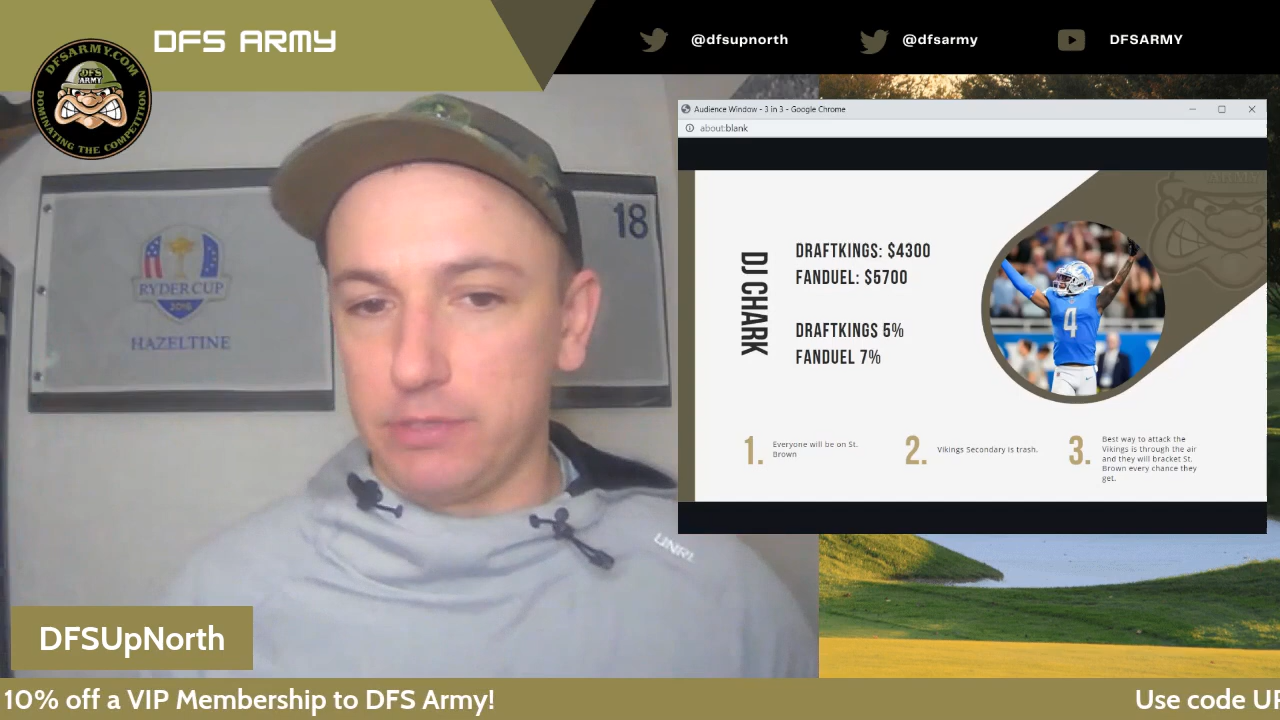 DFS ARMY
@dfsupnorth
@dfsarmy
DFSARMY
DFSARMY.COM
DFS
ARMY
DOMINATING THE COMPETITION
Audience Window - 3 in 3 - Google Chrome
about:blank
RYDER CUP
2016
HAZELTINE
18
UNRL
DJ CHARK
DRAFTKINGS: $4300
FANDUEL: $5700
DRAFTKINGS 5%
FANDUEL 7%
ARMY
4
1.
Everyone will be on St.
Brown
2.
Vikings Secondary is trash.
3.
Best way to attack the
Vikings is through the air
and they will bracket St.
Brown every chance they
get.
DFSUpNorth
10% off a VIP Membership to DFS Army!
Use code UP